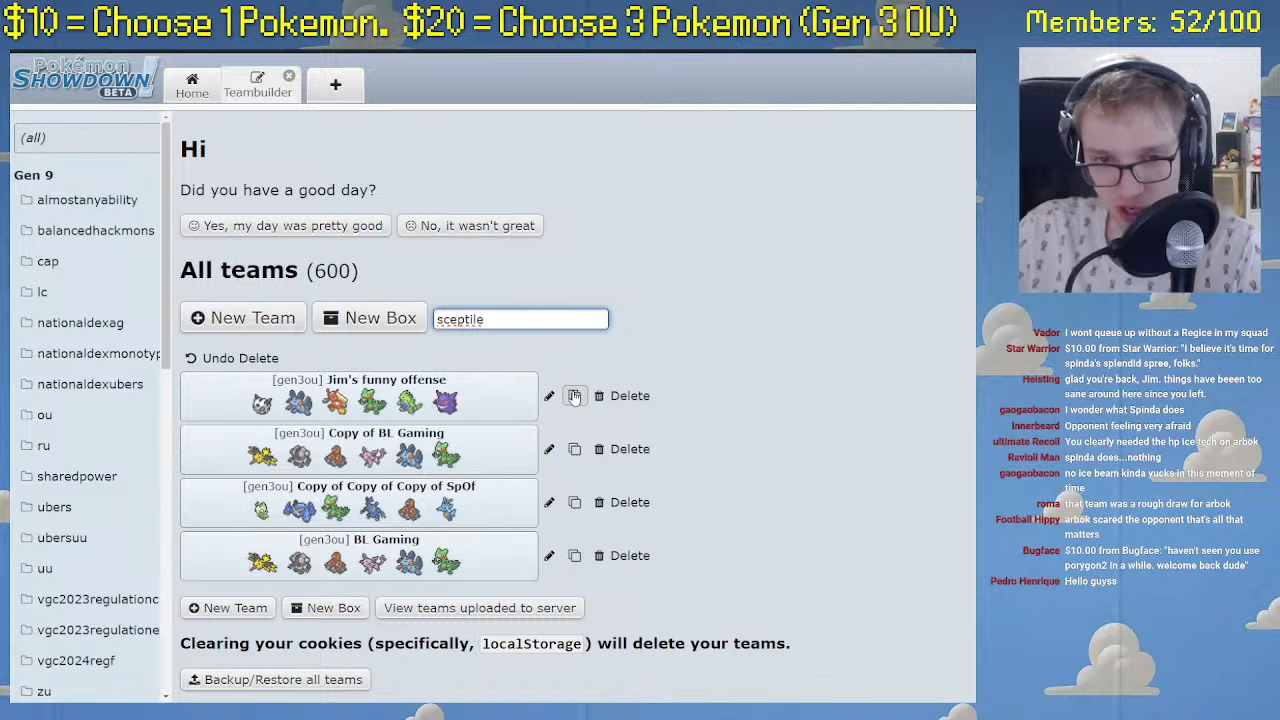 $10 = Choose 1 Pokemon. $20 = Choose 3 Pokemon (Gen 3 OU)
Members: 52/100
Pokémon
SHOWDOWN!
BETA
Home
Teambuilder
+
(all)
Gen 9
almostanyability
balancedhackmons
cap
lc
nationaldexag
nationaldexmonotyp
nationaldexubers
ou
ru
sharedpower
ubers
ubersuu
uu
vgc2023regulationc
vgc2023regulatione
vgc2024regf
zu
Hi
Did you have a good day?
Yes, my day was pretty good
No, it wasn't great
All teams (600)
New Team
New Box
sceptile
Undo Delete
[gen3ou] Jim's funny offense
Delete
[gen3ou] Copy of BL Gaming
Delete
[gen3ou] Copy of Copy of Copy of SpOf
Delete
[gen3ou] BL Gaming
Delete
New Team
New Box
View teams uploaded to server
Clearing your cookies (specifically, localStorage) will delete your teams.
Backup/Restore all teams
Vador I wont queue up without a Regice in my squad
Star Warrior $10.00 from Star Warrior: "I believe it's time for
spinda's splendid spree, folks."
Heisting glad you're back, Jim. things have beeen too
sane around here since you left.
gaogaobacon I wonder what Spinda does
Innerbeard Opponent feeling very afraid
ultimate Recoil You clearly needed the hp ice tech on arbok
Ravioli Man spinda does...nothing
gaogaobacon no ice beam kinda yucks in this moment of
time
roma that team was a rough draw for arbok
Football Hippy arbok scared the opponent that's all that
matters
Bugface $10.00 from Bugface: "haven't seen you use
porygon2 in a while. welcome back dude"
Pedro Henrique Hello guyss